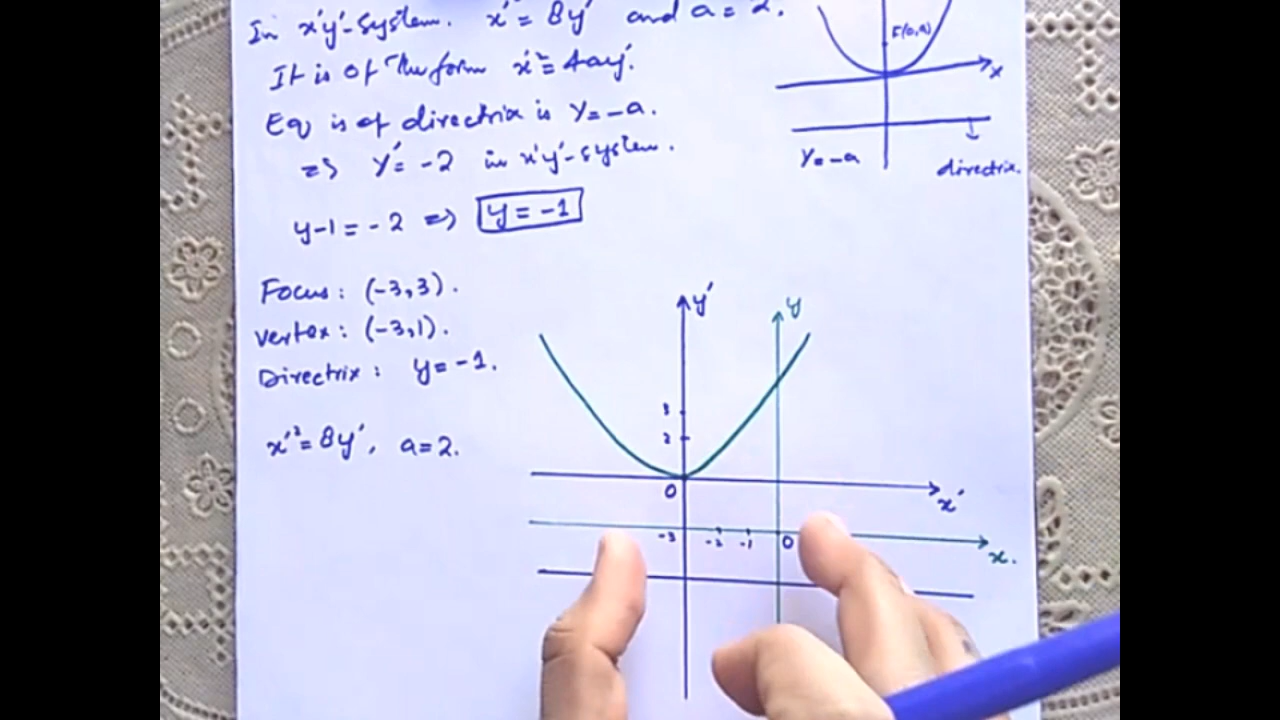 In x'y'-system. x'² = 8y' and a = 2.
It is of the form x'² = 4ay'.
Eq is of directrix is y = -a.
=> y' = -2 in x'y'-system.
y-1 = -2 => y = -1
F(0,a)
x
y = -a
directrix.
Focus: (-3,3).
Vertex: (-3,1).
Directrix: y = -1.
x'² = 8y', a = 2.
y'
y
3
2
0
x'
-3 -2 -1 0
x.